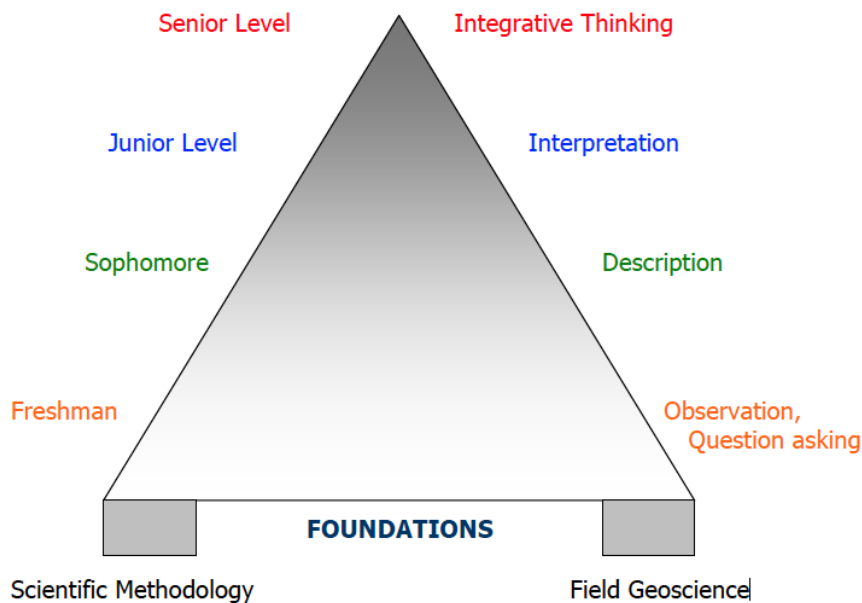 Senior Level
Integrative Thinking
Junior Level
Interpretation
Sophomore
Description
Freshman
Observation,
Question asking
FOUNDATIONS
Scientific Methodology
Field Geoscience